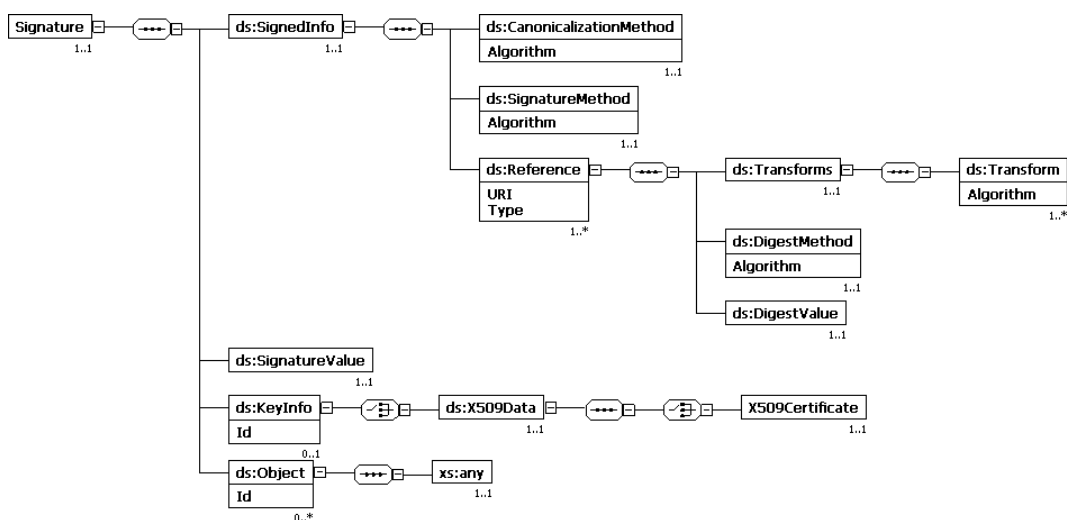 Signature
1..1
ds:SignedInfo
1..1
ds:CanonicalizationMethod
Algorithm
1..1
ds:SignatureMethod
Algorithm
1..1
ds:Reference
URI
Type
1..*
ds:Transforms
1..1
ds:Transform
Algorithm
1..*
ds:DigestMethod
Algorithm
1..1
ds:DigestValue
1..1
ds:SignatureValue
1..1
ds:KeyInfo
Id
0..1
ds:X509Data
1..1
X509Certificate
1..1
ds:Object
Id
0..*
xs:any
1..1